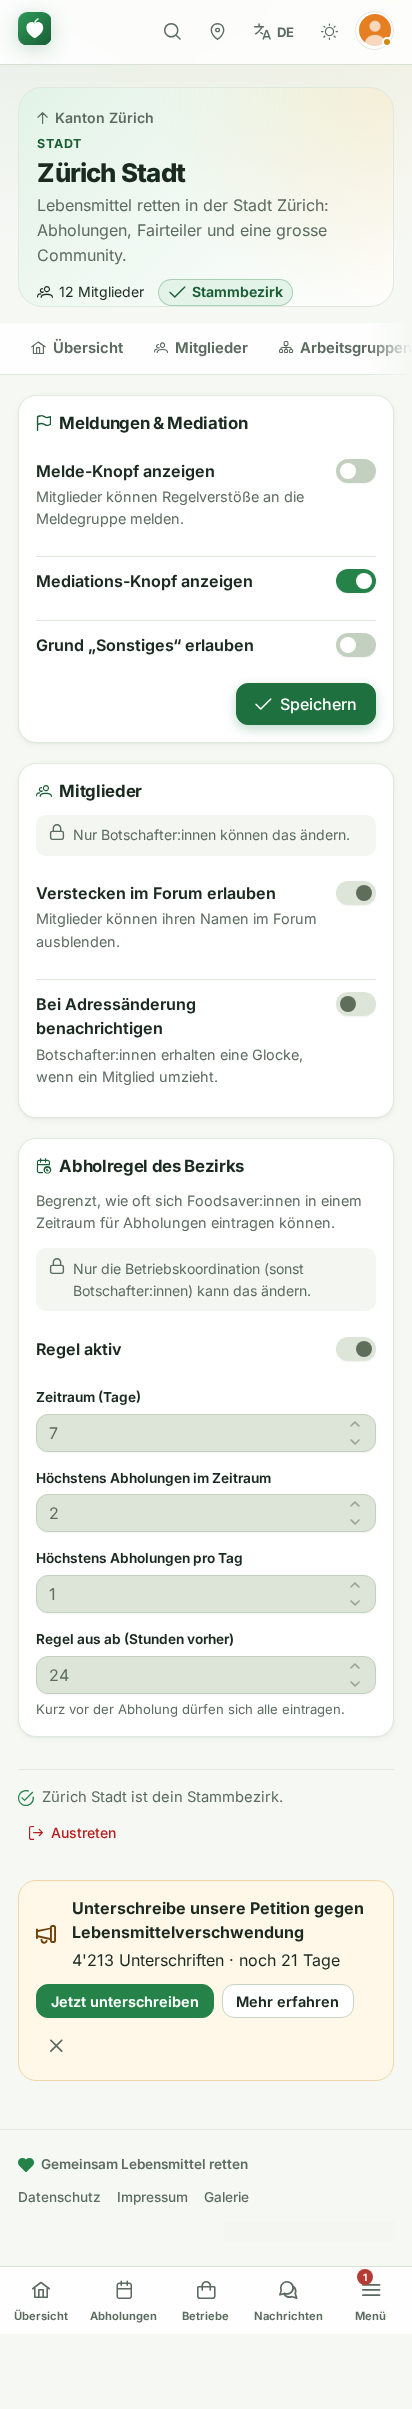 DE
Kanton Zürich
STADT
Zürich Stadt
Lebensmittel retten in der Stadt Zürich:
Abholungen, Fairteiler und eine grosse
Community.
12 Mitglieder
Stammbezirk
Übersicht
Mitglieder
Arbeitsgruppen
Meldungen & Mediation
Melde-Knopf anzeigen
Mitglieder können Regelverstöße an die
Meldegruppe melden.
Mediations-Knopf anzeigen
Grund „Sonstiges“ erlauben
Speichern
Mitglieder
Nur Botschafter:innen können das ändern.
Verstecken im Forum erlauben
Mitglieder können ihren Namen im Forum
ausblenden.
Bei Adressänderung
benachrichtigen
Botschafter:innen erhalten eine Glocke,
wenn ein Mitglied umzieht.
Abholregel des Bezirks
Begrenzt, wie oft sich Foodsaver:innen in einem
Zeitraum für Abholungen eintragen können.
Nur die Betriebskoordination (sonst
Botschafter:innen) kann das ändern.
Regel aktiv
Zeitraum (Tage)
7
Höchstens Abholungen im Zeitraum
2
Höchstens Abholungen pro Tag
1
Regel aus ab (Stunden vorher)
24
Kurz vor der Abholung dürfen sich alle eintragen.
Zürich Stadt ist dein Stammbezirk.
Austreten
Unterschreibe unsere Petition gegen
Lebensmittelverschwendung
4'213 Unterschriften · noch 21 Tage
Jetzt unterschreiben
Mehr erfahren
Gemeinsam Lebensmittel retten
Datenschutz
Impressum
Galerie
1
Übersicht
Abholungen
Betriebe
Nachrichten
Menü